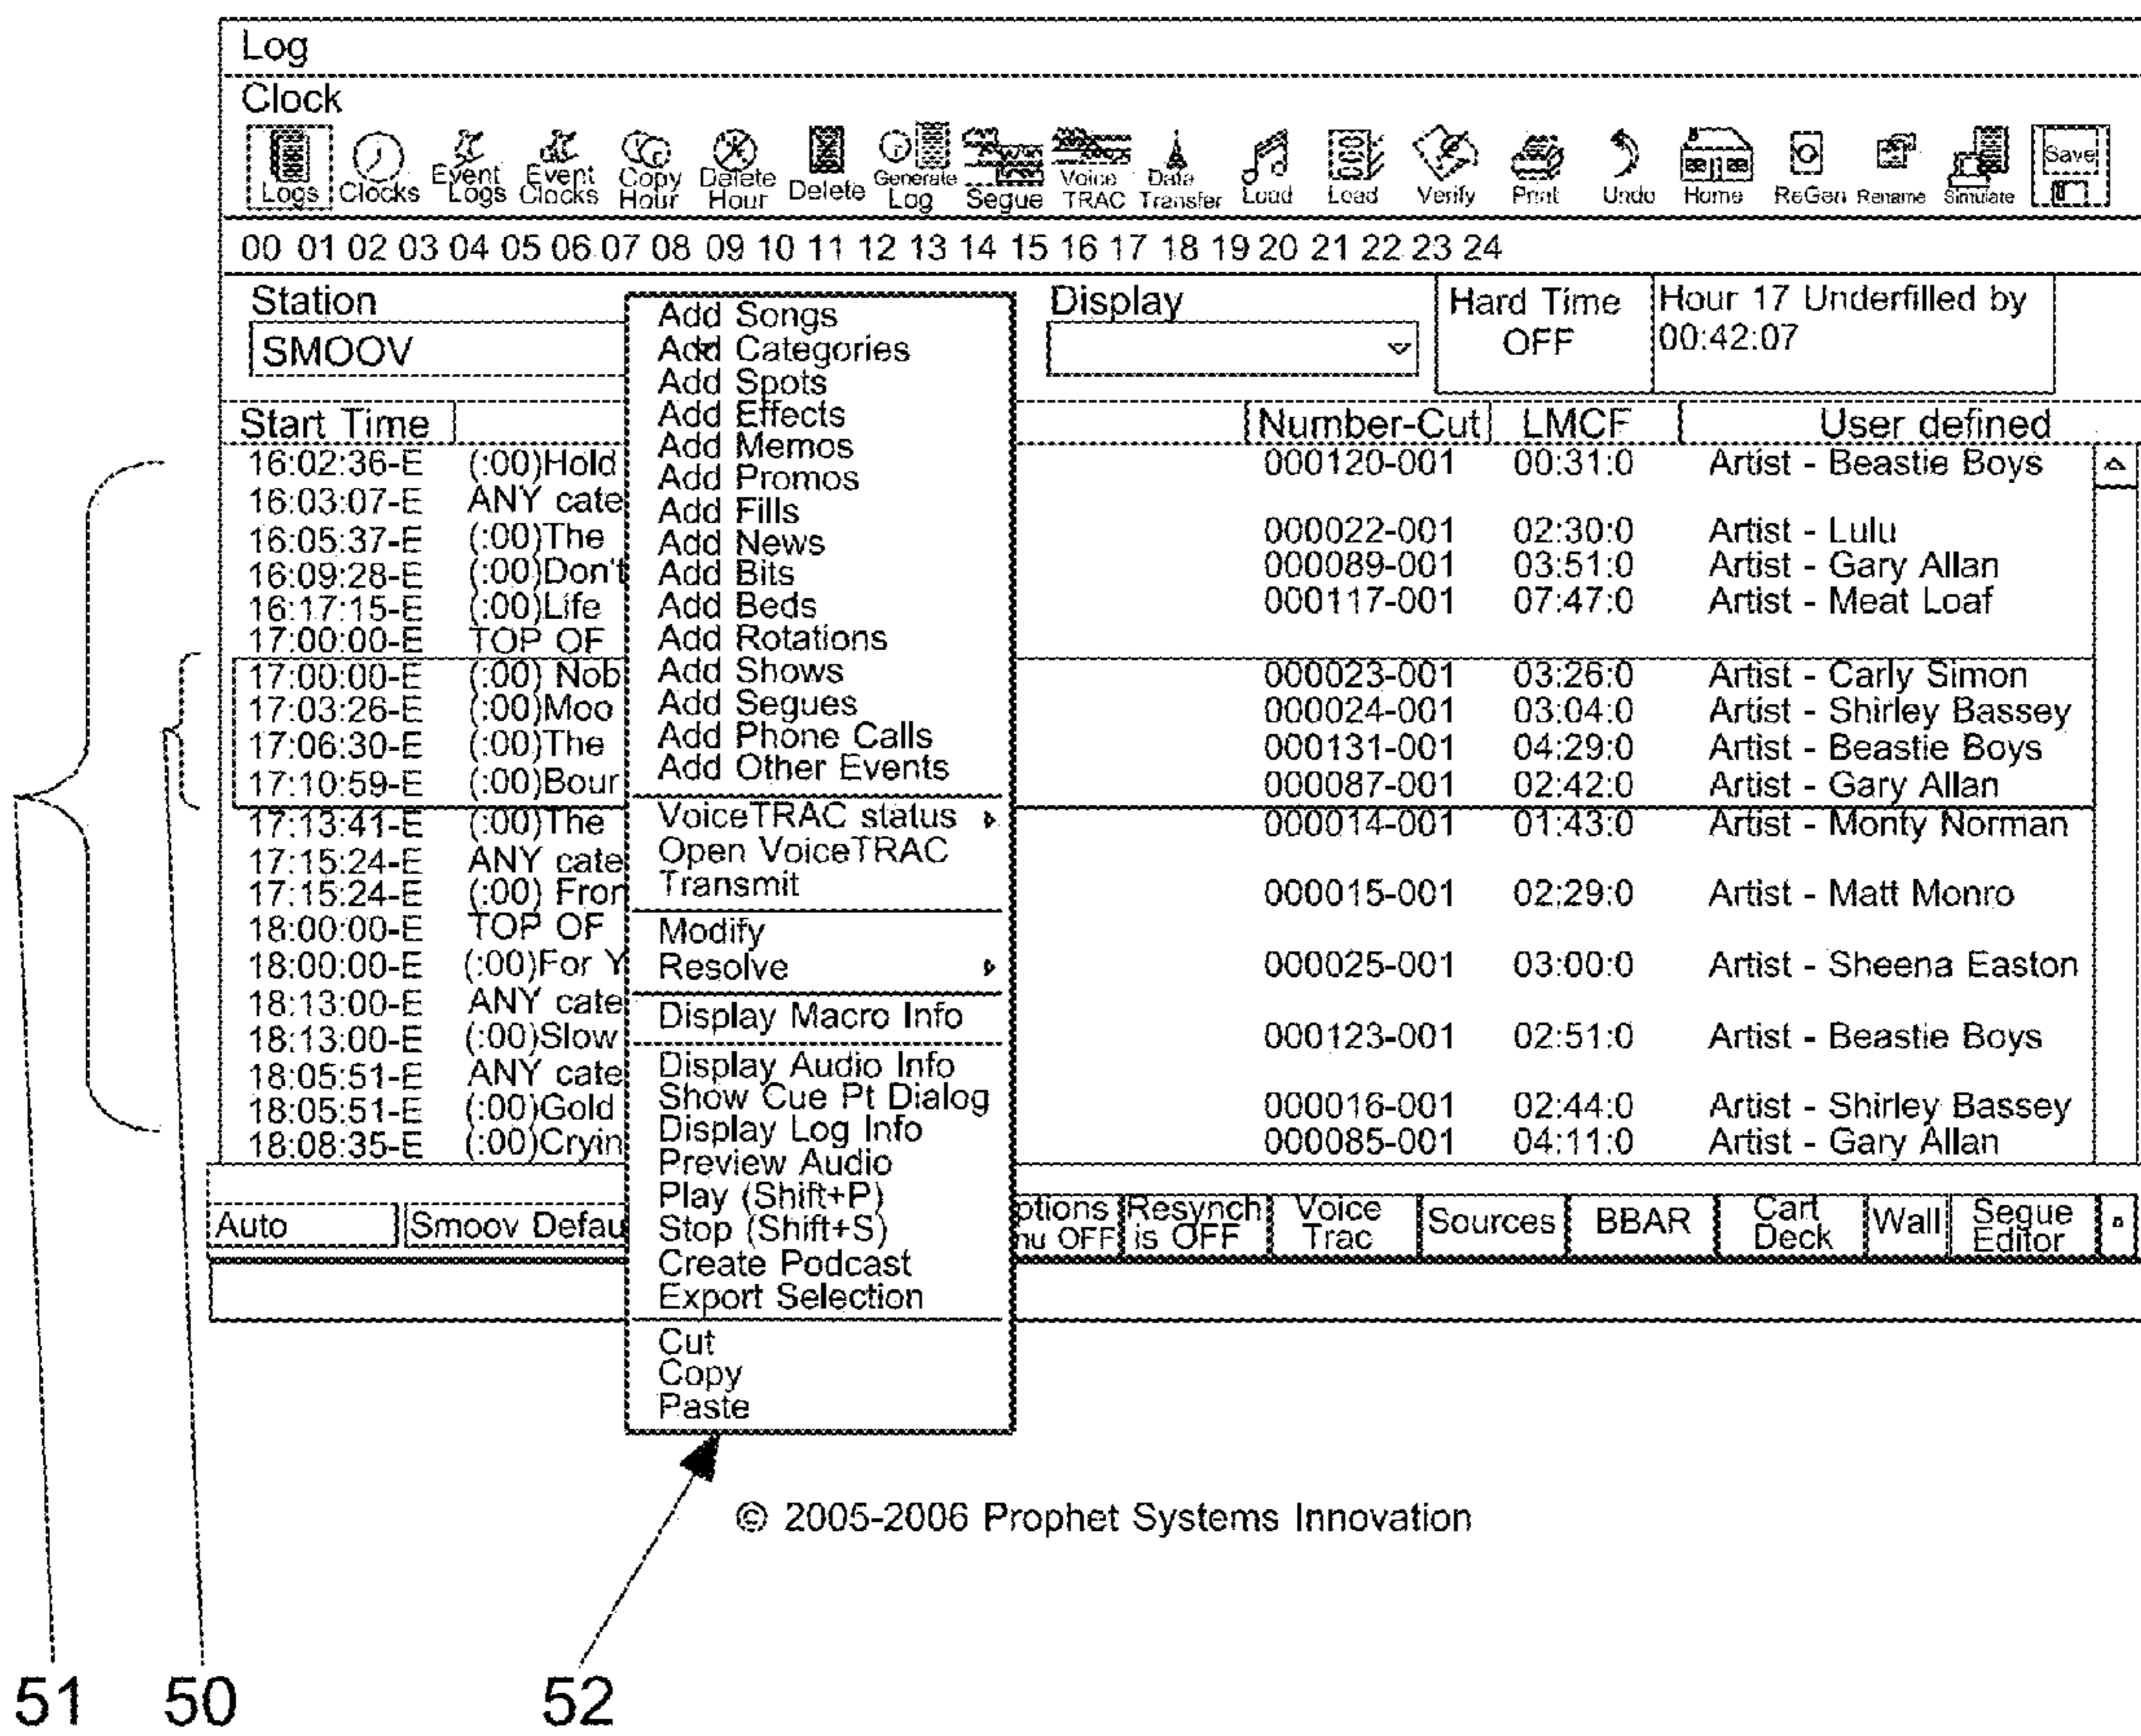 Log
Clock
Logs Clocks Event Logs Event Clocks Copy Hour Delete Hour Delete Generate Log Segue Voice TRAC Data Transfer Load Load Verify Print Undo Home ReGen Rename Simulate Save
00 01 02 03 04 05 06 07 08 09 10 11 12 13 14 15 16 17 18 19 20 21 22 23 24
Station
SMOOV
Display
Hard Time
OFF
Hour 17 Underfilled by
00:42:07
Start Time Number-Cut LMCF User defined
16:02:36-E (:00)Hold 000120-001 00:31:0 Artist - Beastie Boys
16:03:07-E ANY cate
16:05:37-E (:00)The 000022-001 02:30:0 Artist - Lulu
16:09:28-E (:00)Don't 000089-001 03:51:0 Artist - Gary Allan
16:17:15-E (:00)Life 000117-001 07:47:0 Artist - Meat Loaf
17:00:00-E TOP OF
17:00:00-E (:00) Nob 000023-001 03:26:0 Artist - Carly Simon
17:03:26-E (:00)Moo 000024-001 03:04:0 Artist - Shirley Bassey
17:06:30-E (:00)The 000131-001 04:29:0 Artist - Beastie Boys
17:10:59-E (:00)Bour 000087-001 02:42:0 Artist - Gary Allan
17:13:41-E (:00)The 000014-001 01:43:0 Artist - Monty Norman
17:15:24-E ANY cate
17:15:24-E (:00) Fron 000015-001 02:29:0 Artist - Matt Monro
18:00:00-E TOP OF
18:00:00-E (:00)For Y 000025-001 03:00:0 Artist - Sheena Easton
18:13:00-E ANY cate
18:13:00-E (:00)Slow 000123-001 02:51:0 Artist - Beastie Boys
18:05:51-E ANY cate
18:05:51-E (:00)Gold 000016-001 02:44:0 Artist - Shirley Bassey
18:08:35-E (:00)Cryin 000085-001 04:11:0 Artist - Gary Allan
Add Songs
Add Categories
Add Spots
Add Effects
Add Memos
Add Promos
Add Fills
Add News
Add Bits
Add Beds
Add Rotations
Add Shows
Add Segues
Add Phone Calls
Add Other Events
VoiceTRAC status
Open VoiceTRAC
Transmit
Modify
Resolve
Display Macro Info
Display Audio Info
Show Cue Pt Dialog
Display Log Info
Preview Audio
Play (Shift+P)
Stop (Shift+S)
Create Podcast
Export Selection
Cut
Copy
Paste
Auto Smoov Defau ptions nu OFF Resynch is OFF Voice Trac Sources BBAR Cart Deck Wall Segue Editor
© 2005-2006 Prophet Systems Innovation
51 50 52